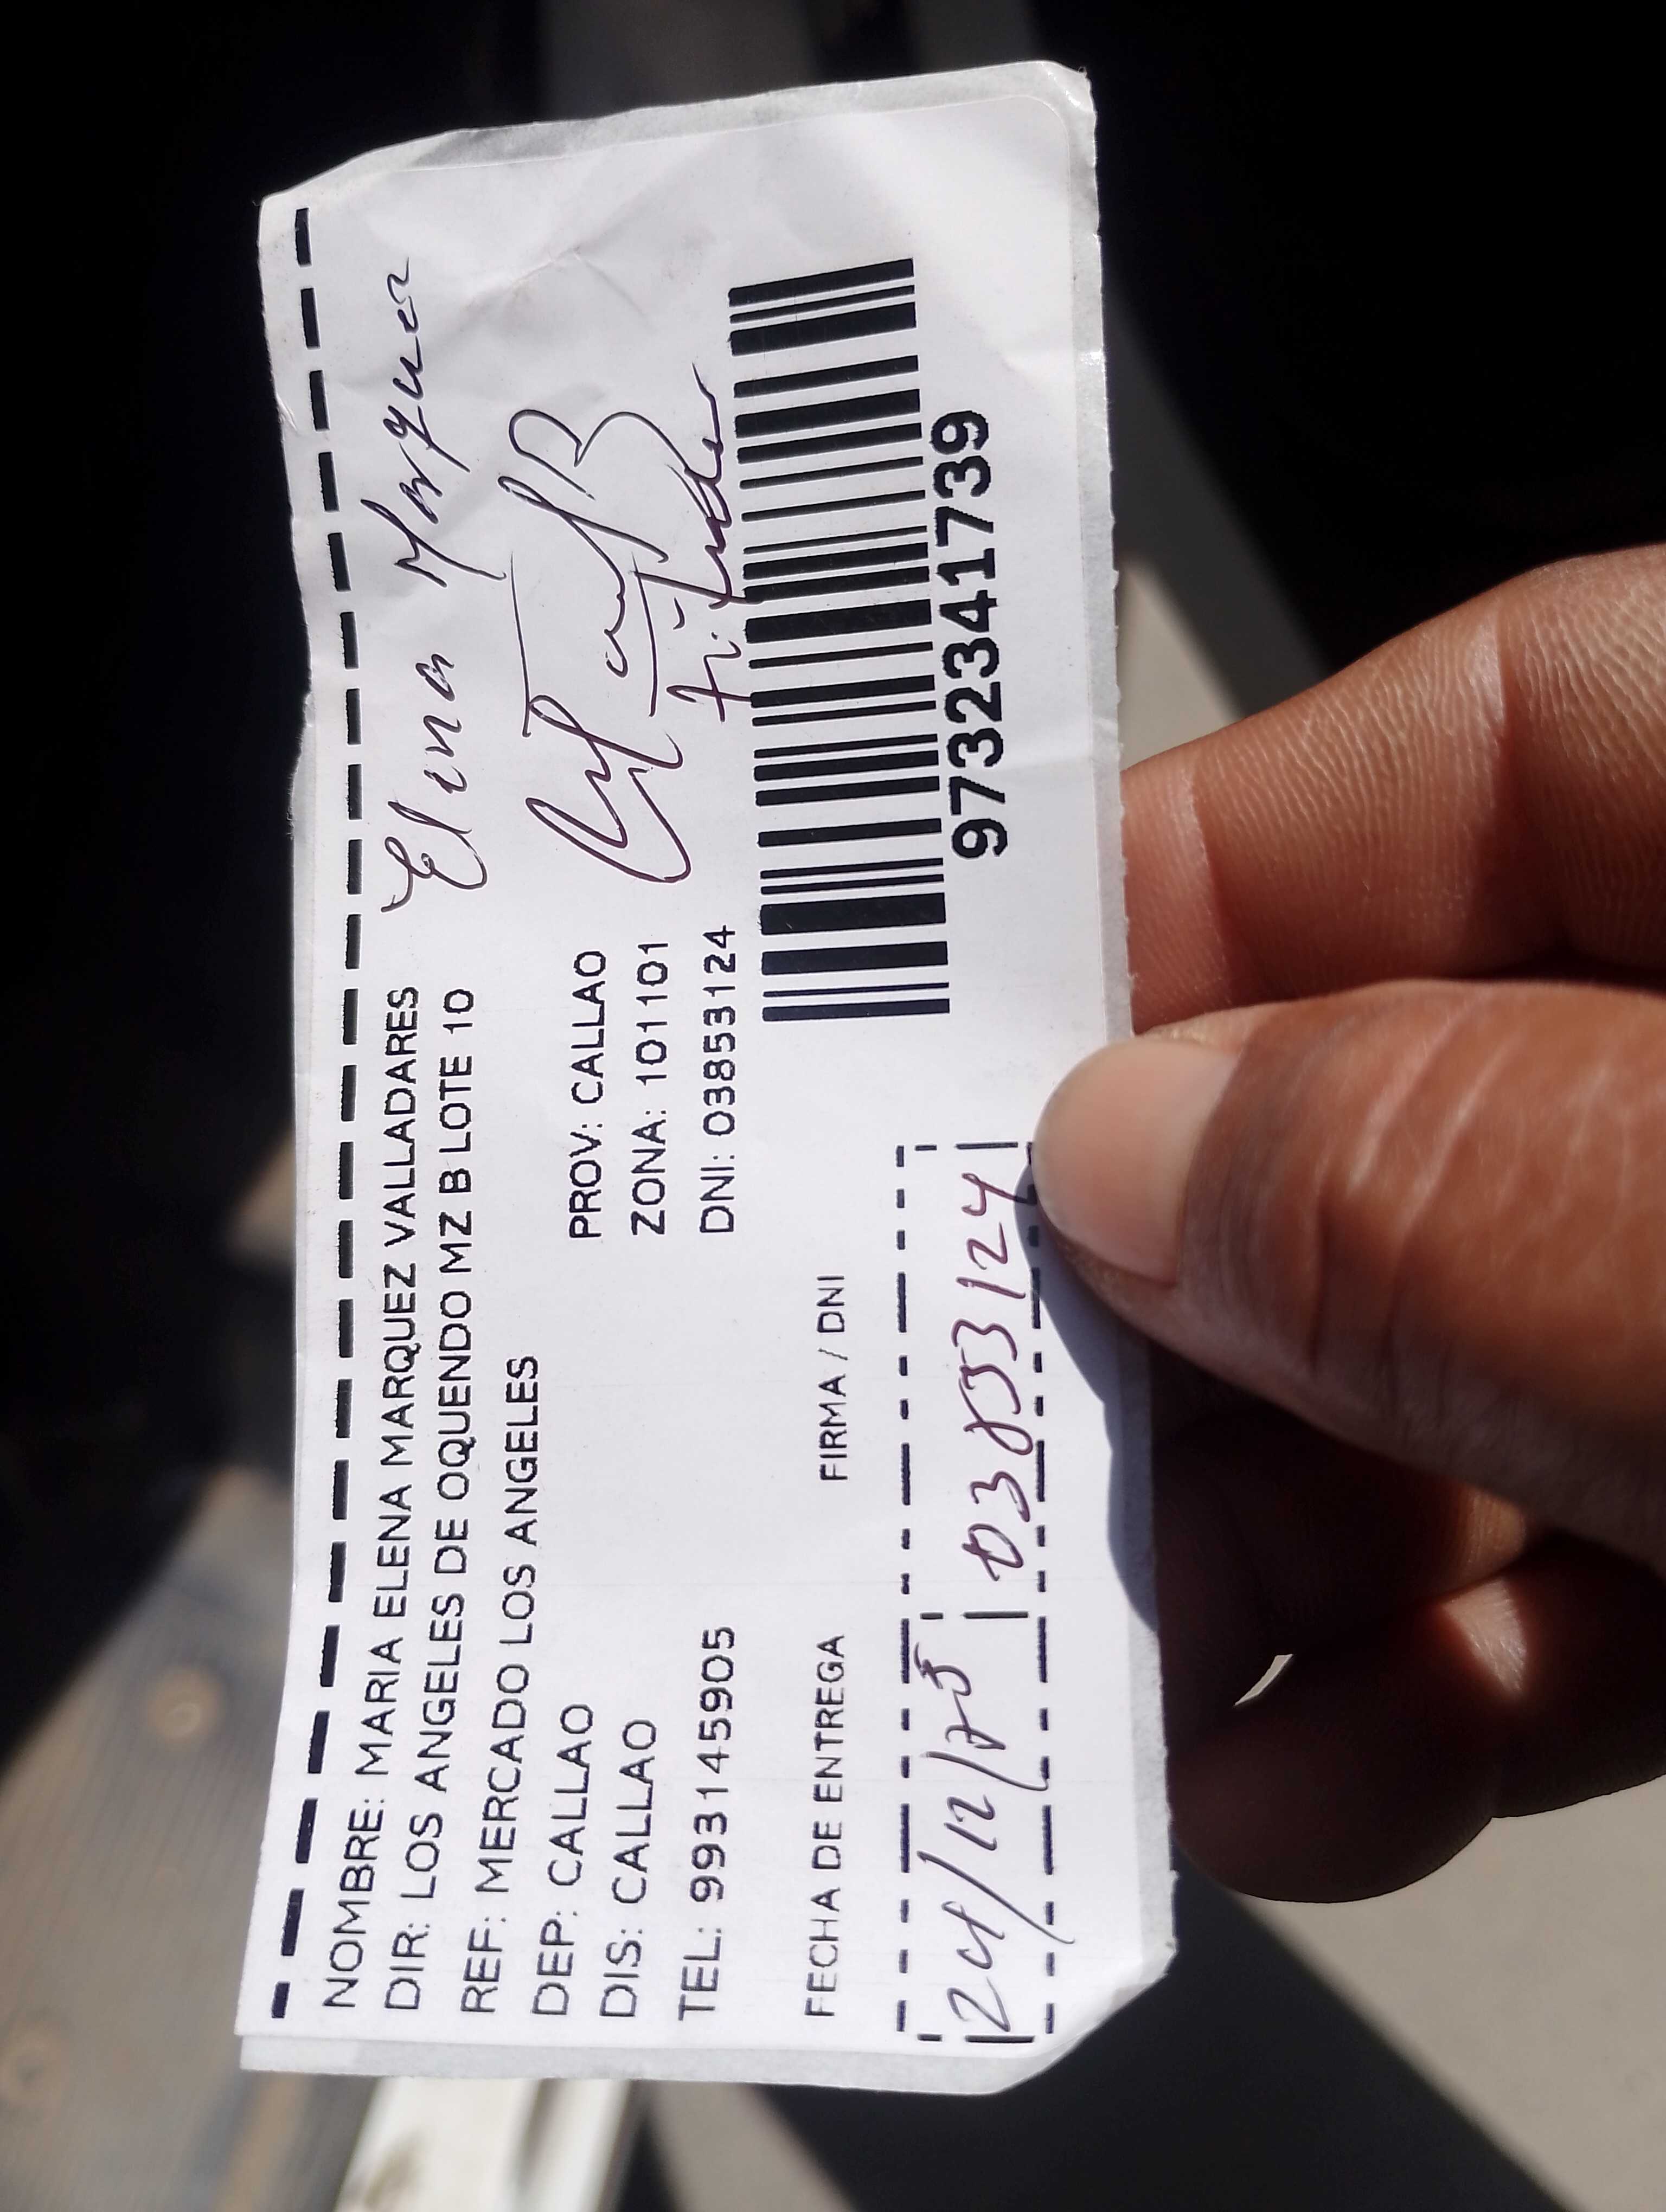 NOMBRE: MARIA ELENA MARQUEZ VALLADARES
DIR: LOS ANGELES DE OQUENDO MZ B LOTE 10
REF: MERCADO LOS ANGELES
DEP: CALLAO PROV: CALLAO
DIS: CALLAO ZONA: 101101
TEL: 993145905 DNI: 03853124
Elena Marquez
97323341739
FECHA DE ENTREGA FIRMA / DNI
24/12/25 03853124